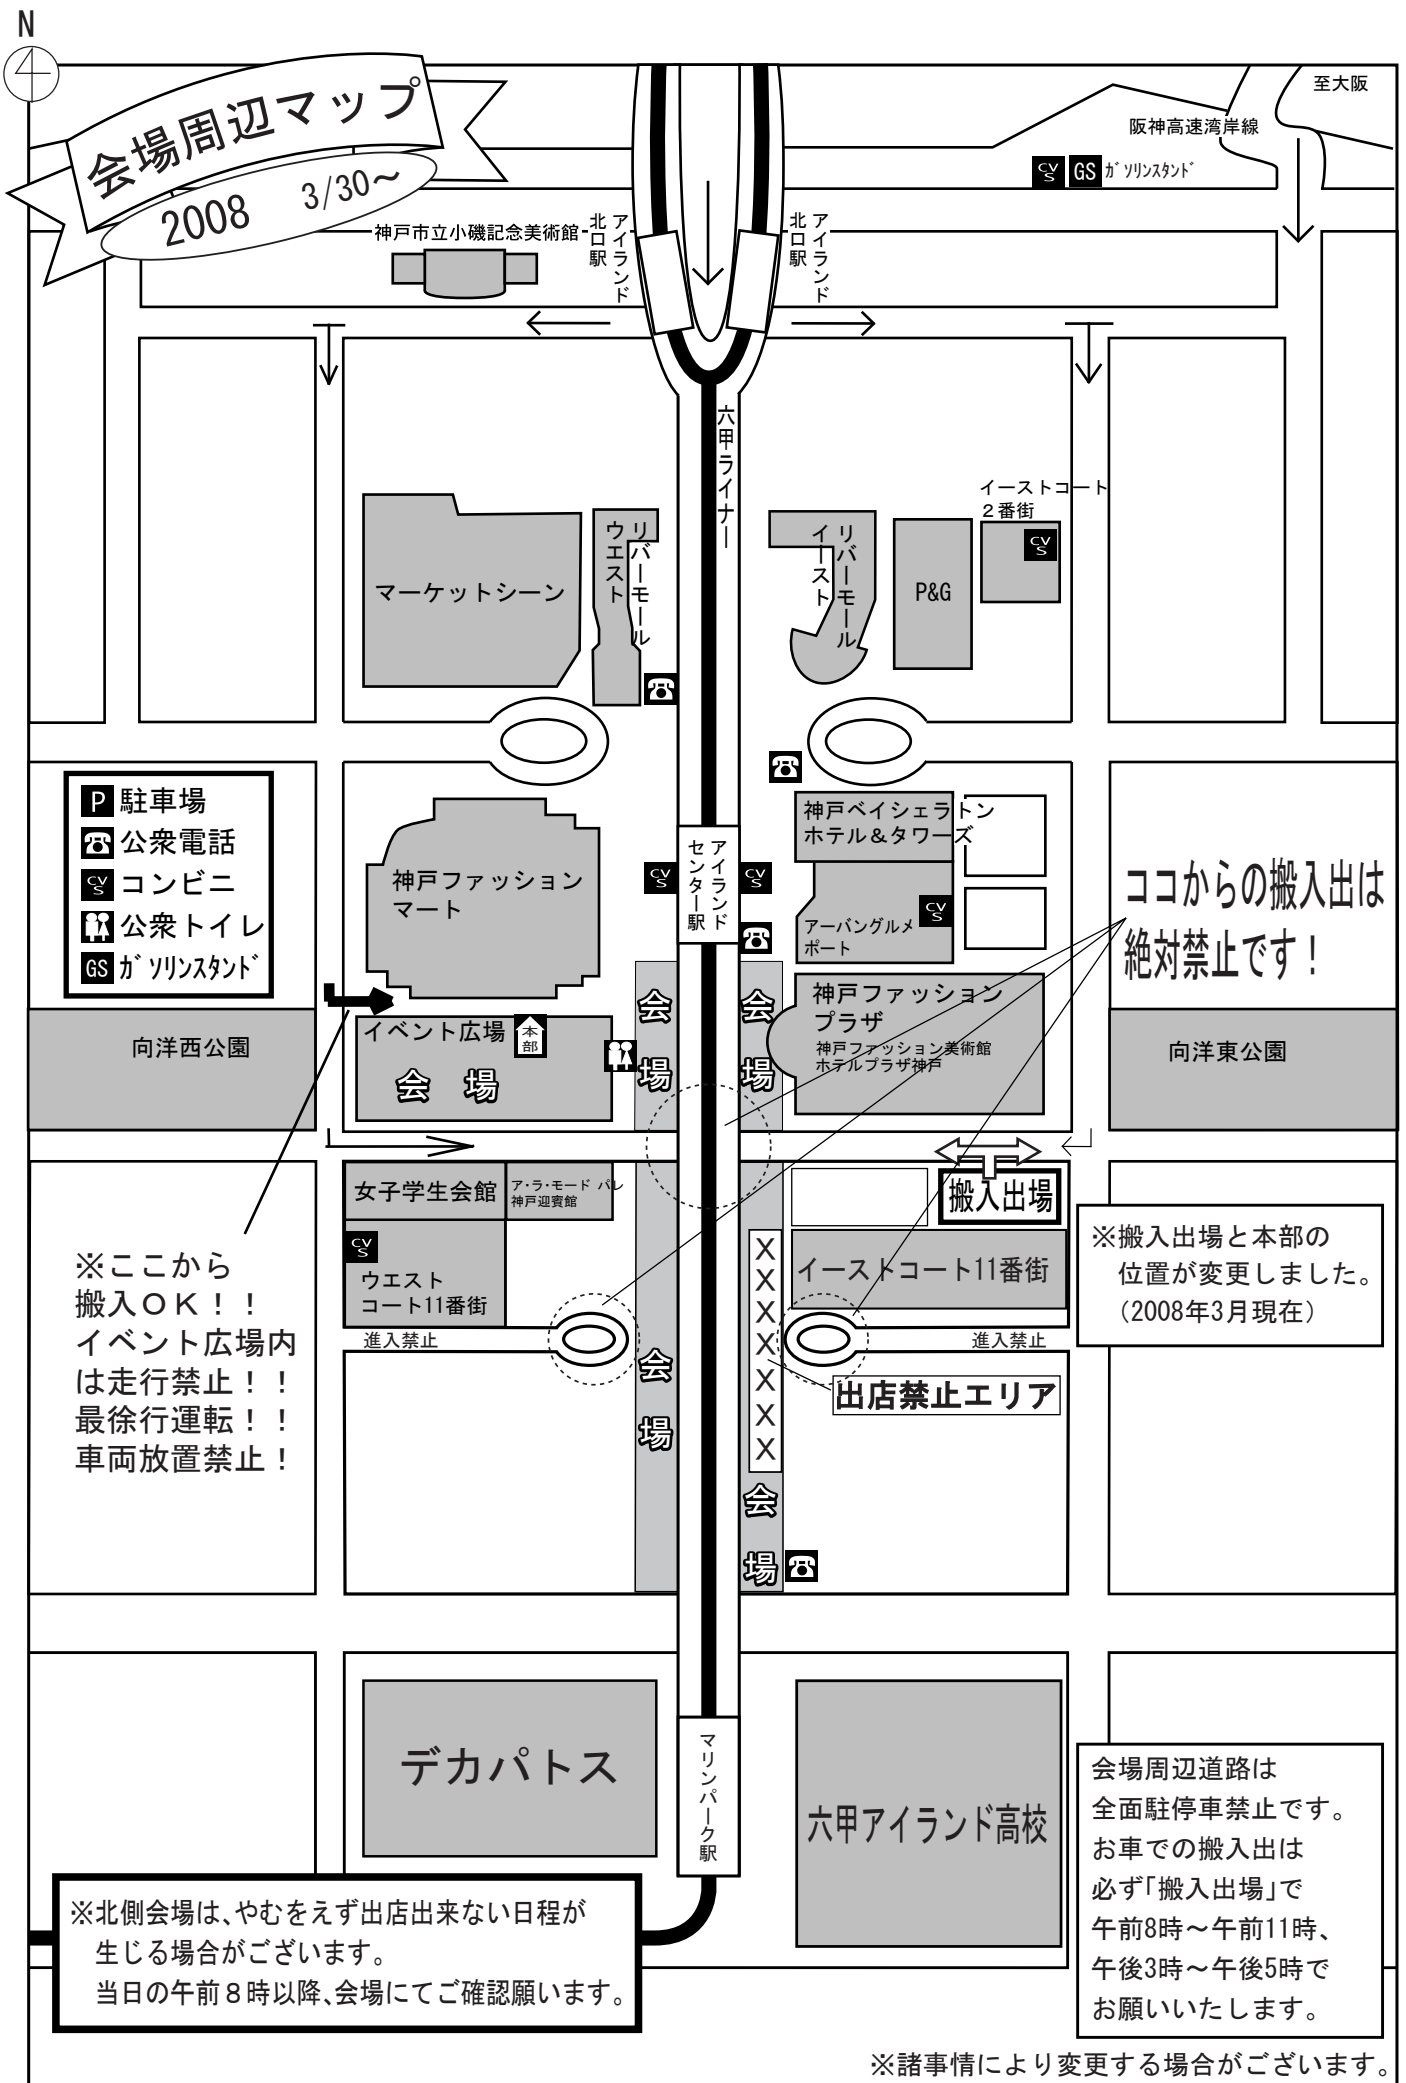 N
会場周辺マップ
2008 3/30～
至大阪
阪神高速湾岸線
CVS GS ガソリンスタンド
神戸市立小磯記念美術館
アイランド
北口駅
アイランド
北口駅
六甲ライナー
マーケットシーン
リバーモール
ウエスト
リバーモール
イースト
P&G
イーストコート
２番街
CVS
P 駐車場
公衆電話
CVS コンビニ
公衆トイレ
GS ガソリンスタンド
神戸ファッション
マート
CVS
アイランド
センター駅
CVS
神戸ベイシェラトン
ホテル＆タワーズ
アーバングルメ
ポート
CVS
ココからの搬入出は
絶対禁止です！
向洋西公園
イベント広場
本部
会場
会場
会場
神戸ファッション
プラザ
神戸ファッション美術館
ホテルプラザ神戸
向洋東公園
女子学生会館
ア・ラ・モード パレ
神戸迎賓館
CVS
ウエスト
コート11番街
進入禁止
搬入出場
イーストコート11番街
進入禁止
※搬入出場と本部の
位置が変更しました。
（2008年3月現在）
※ここから
搬入ＯＫ！！
イベント広場内
は走行禁止！！
最徐行運転！！
車両放置禁止！
会場
X
X
X
X
X
X
X
出店禁止エリア
会場
デカパトス
マリンパーク駅
六甲アイランド高校
会場周辺道路は
全面駐停車禁止です。
お車での搬入出は
必ず「搬入出場」で
午前8時～午前11時、
午後3時～午後5時で
お願いいたします。
※北側会場は、やむをえず出店出来ない日程が
生じる場合がございます。
当日の午前８時以降、会場にてご確認願います。
※諸事情により変更する場合がございます。